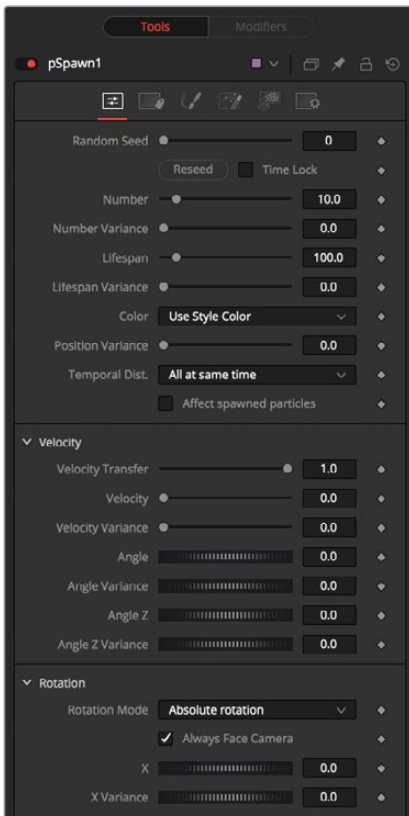 Tools Modifiers
pSpawn1
Random Seed 0
Reseed Time Lock
Number 10.0
Number Variance 0.0
Lifespan 100.0
Lifespan Variance 0.0
Color Use Style Color
Position Variance 0.0
Temporal Dist. All at same time
Affect spawned particles
Velocity
Velocity Transfer 1.0
Velocity 0.0
Velocity Variance 0.0
Angle 0.0
Angle Variance 0.0
Angle Z 0.0
Angle Z Variance 0.0
Rotation
Rotation Mode Absolute rotation
Always Face Camera
X 0.0
X Variance 0.0